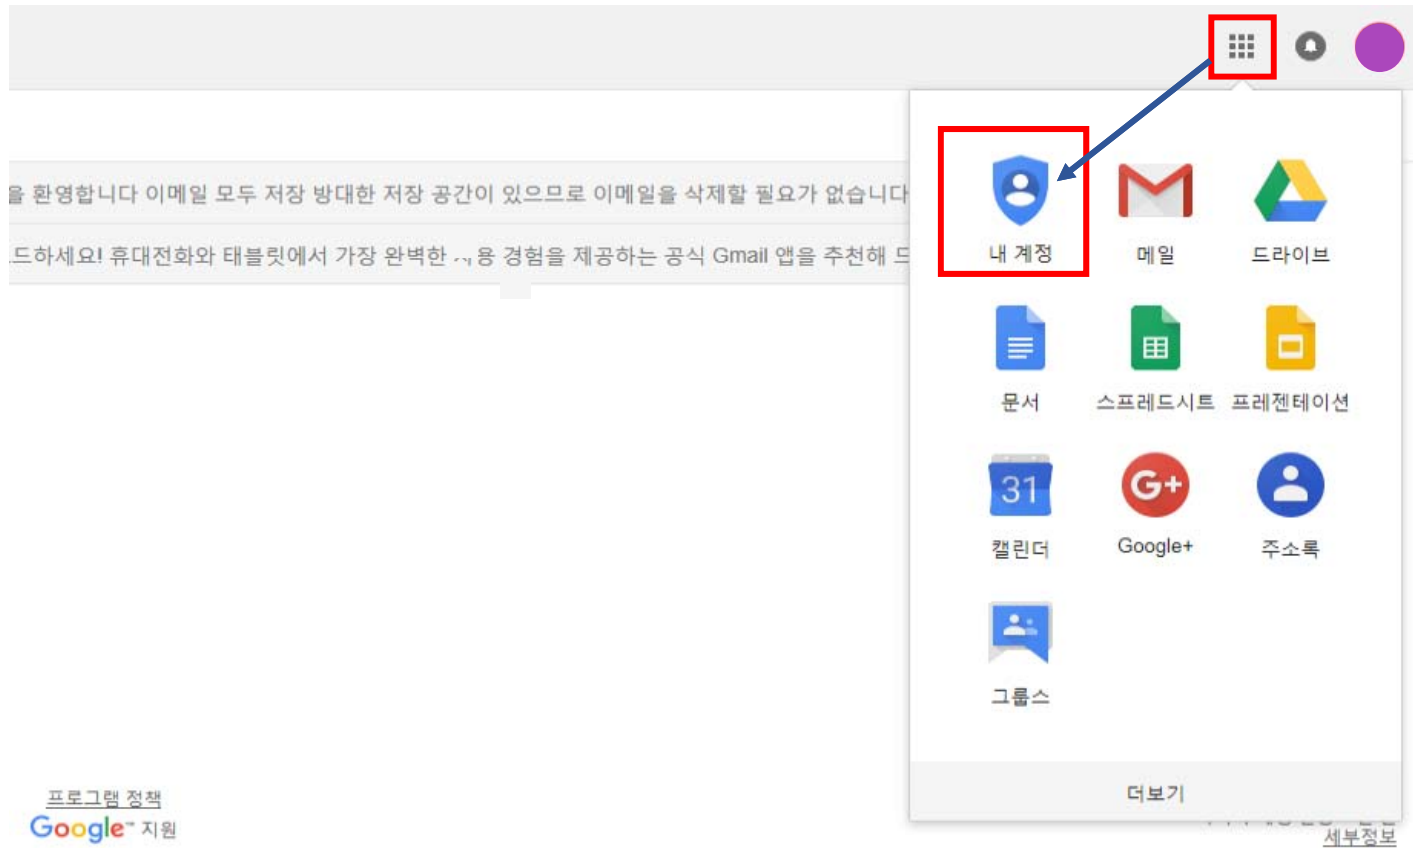 을 환영합니다 이메일 모두 저장 방대한 저장 공간이 있으므로 이메일을 삭제할 필요가 없습니다
드하세요! 휴대전화와 태블릿에서 가장 완벽한 용 경험을 제공하는 공식 Gmail 앱을 추천해 드
내 계정 메일 드라이브
문서 스프레드시트 프레젠테이션
31 G+
캘린더 Google+ 주소록
그룹스
더보기
프로그램 정책
Google™ 지원
세부정보